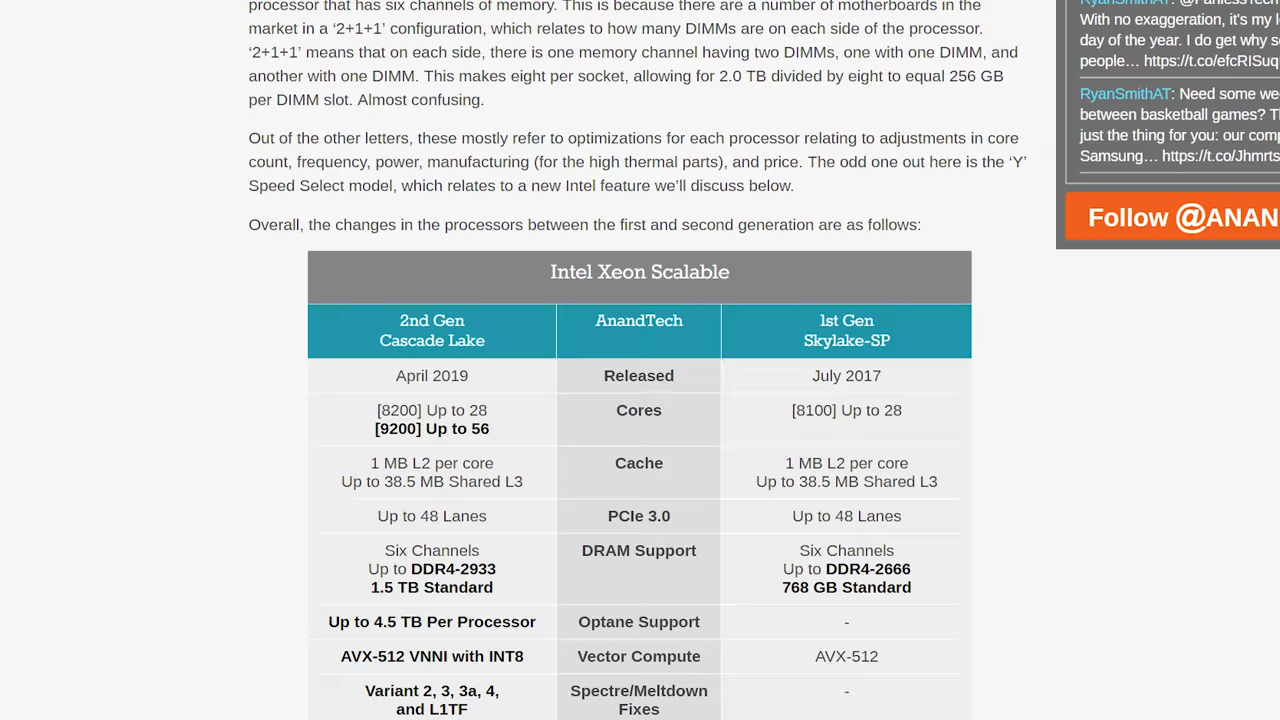 processor that has six channels of memory. This is because there are a number of motherboards in the
market in a ‘2+1+1’ configuration, which relates to how many DIMMs are on each side of the processor.
‘2+1+1’ means that on each side, there is one memory channel having two DIMMs, one with one DIMM, and
another with one DIMM. This makes eight per socket, allowing for 2.0 TB divided by eight to equal 256 GB
per DIMM slot. Almost confusing.
Out of the other letters, these mostly refer to optimizations for each processor relating to adjustments in core
count, frequency, power, manufacturing (for the high thermal parts), and price. The odd one out here is the ‘Y’
Speed Select model, which relates to a new Intel feature we’ll discuss below.
Overall, the changes in the processors between the first and second generation are as follows:
Intel Xeon Scalable
2nd Gen
Cascade Lake
AnandTech
1st Gen
Skylake-SP
April 2019
Released
July 2017
[8200] Up to 28
[9200] Up to 56
Cores
[8100] Up to 28
1 MB L2 per core
Up to 38.5 MB Shared L3
Cache
1 MB L2 per core
Up to 38.5 MB Shared L3
Up to 48 Lanes
PCIe 3.0
Up to 48 Lanes
Six Channels
Up to DDR4-2933
1.5 TB Standard
DRAM Support
Six Channels
Up to DDR4-2666
768 GB Standard
Up to 4.5 TB Per Processor
Optane Support
-
AVX-512 VNNI with INT8
Vector Compute
AVX-512
Variant 2, 3, 3a, 4,
and L1TF
Spectre/Meltdown
Fixes
-
With no exaggeration, it's my
day of the year. I do get why
people… https://t.co/efcRISuq
RyanSmithAT: Need some
between basketball games?
just the thing for you: our
Samsung… https://t.co/Jhmrts
Follow @ANAN